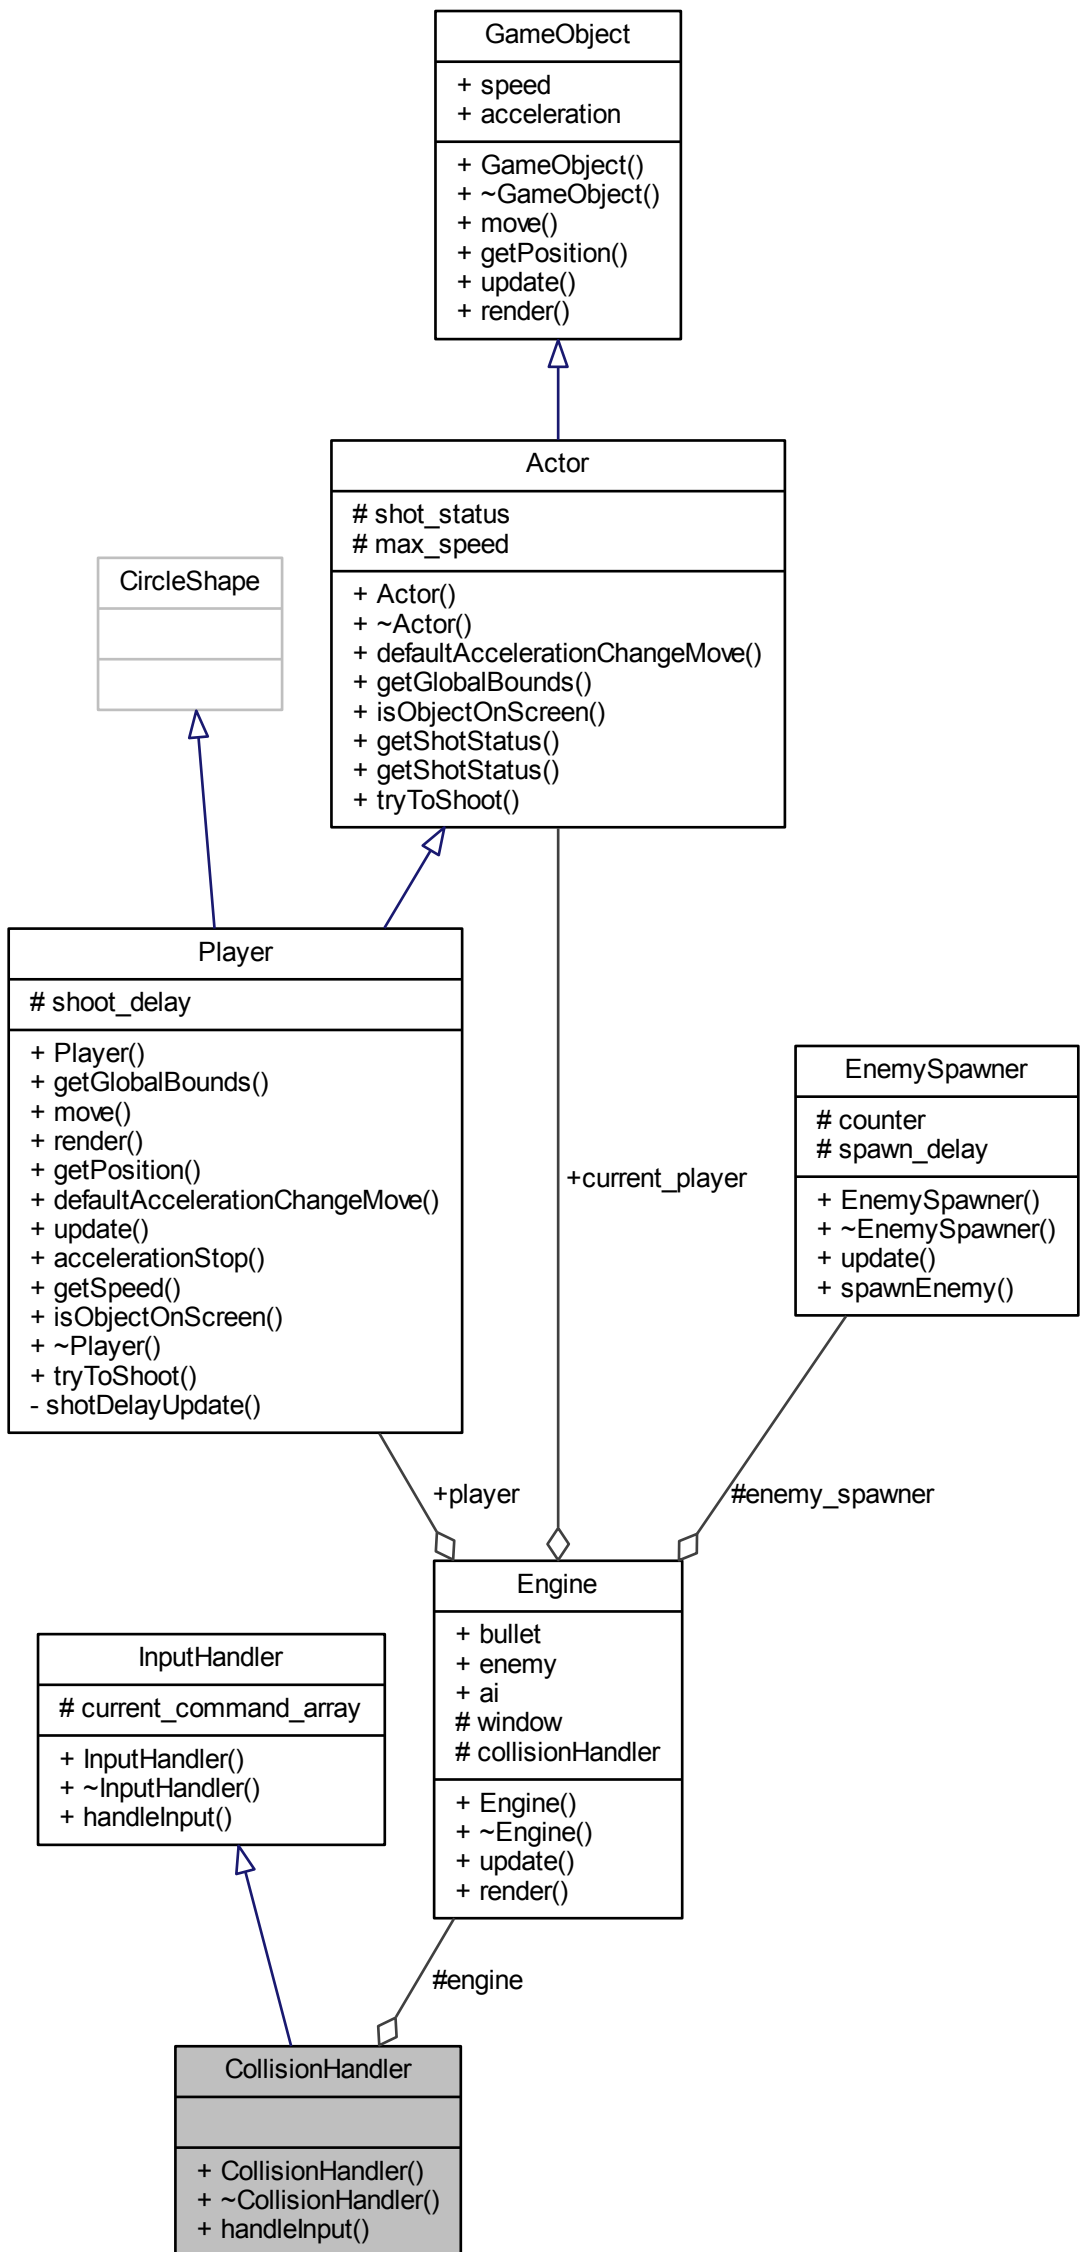 GameObject
+ speed
+ acceleration
+ GameObject()
+ ~GameObject()
+ move()
+ getPosition()
+ update()
+ render()
Actor
# shot_status
# max_speed
+ Actor()
+ ~Actor()
+ defaultAccelerationChangeMove()
+ getGlobalBounds()
+ isObjectOnScreen()
+ getShotStatus()
+ getShotStatus()
+ tryToShoot()
CircleShape
Player
# shoot_delay
+ Player()
+ getGlobalBounds()
+ move()
+ render()
+ getPosition()
+ defaultAccelerationChangeMove()
+ update()
+ accelerationStop()
+ getSpeed()
+ isObjectOnScreen()
+ ~Player()
+ tryToShoot()
- shotDelayUpdate()
EnemySpawner
# counter
# spawn_delay
+ EnemySpawner()
+ ~EnemySpawner()
+ update()
+ spawnEnemy()
+current_player
+player
#enemy_spawner
Engine
+ bullet
+ enemy
+ ai
# window
# collisionHandler
+ Engine()
+ ~Engine()
+ update()
+ render()
InputHandler
# current_command_array
+ InputHandler()
+ ~InputHandler()
+ handleInput()
#engine
CollisionHandler
+ CollisionHandler()
+ ~CollisionHandler()
+ handleInput()